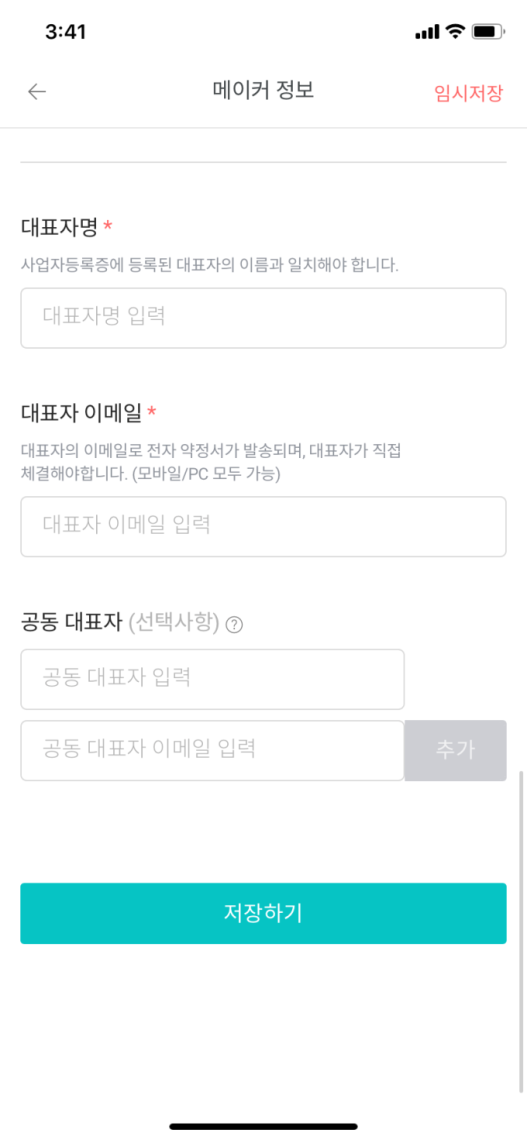 3:41
메이커 정보
임시저장
대표자명 *
사업자등록증에 등록된 대표자의 이름과 일치해야 합니다.
대표자명 입력
대표자 이메일 *
대표자의 이메일로 전자 약정서가 발송되며, 대표자가 직접
체결해야합니다. (모바일/PC 모두 가능)
대표자 이메일 입력
공동 대표자 (선택사항) ?
공동 대표자 입력
공동 대표자 이메일 입력
추가
저장하기